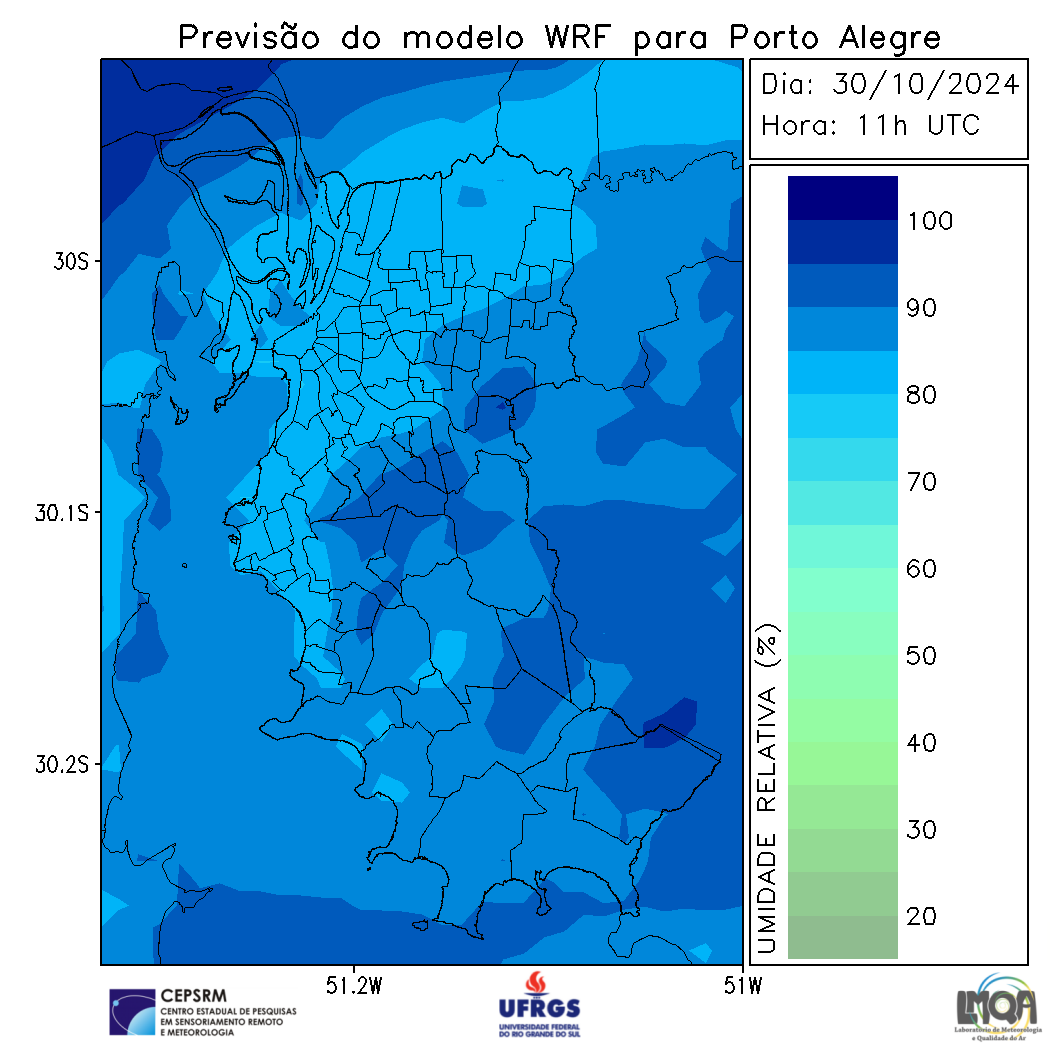 Previsão do modelo WRF para Porto Alegre
Dia: 30/10/2024
Hora: 11h UTC
30S
30.1S
30.2S
51.2W
51W
100
90
80
70
60
50
40
30
20
UMIDADE RELATIVA (%)
CEPSRM
CENTRO ESTADUAL DE PESQUISAS
EM SENSORIAMENTO REMOTO
E METEOROLOGIA
UFRGS
UNIVERSIDADE FEDERAL
DO RIO GRANDE DO SUL
LMQA
Laboratório de Meteorologia
e Qualidade do Ar